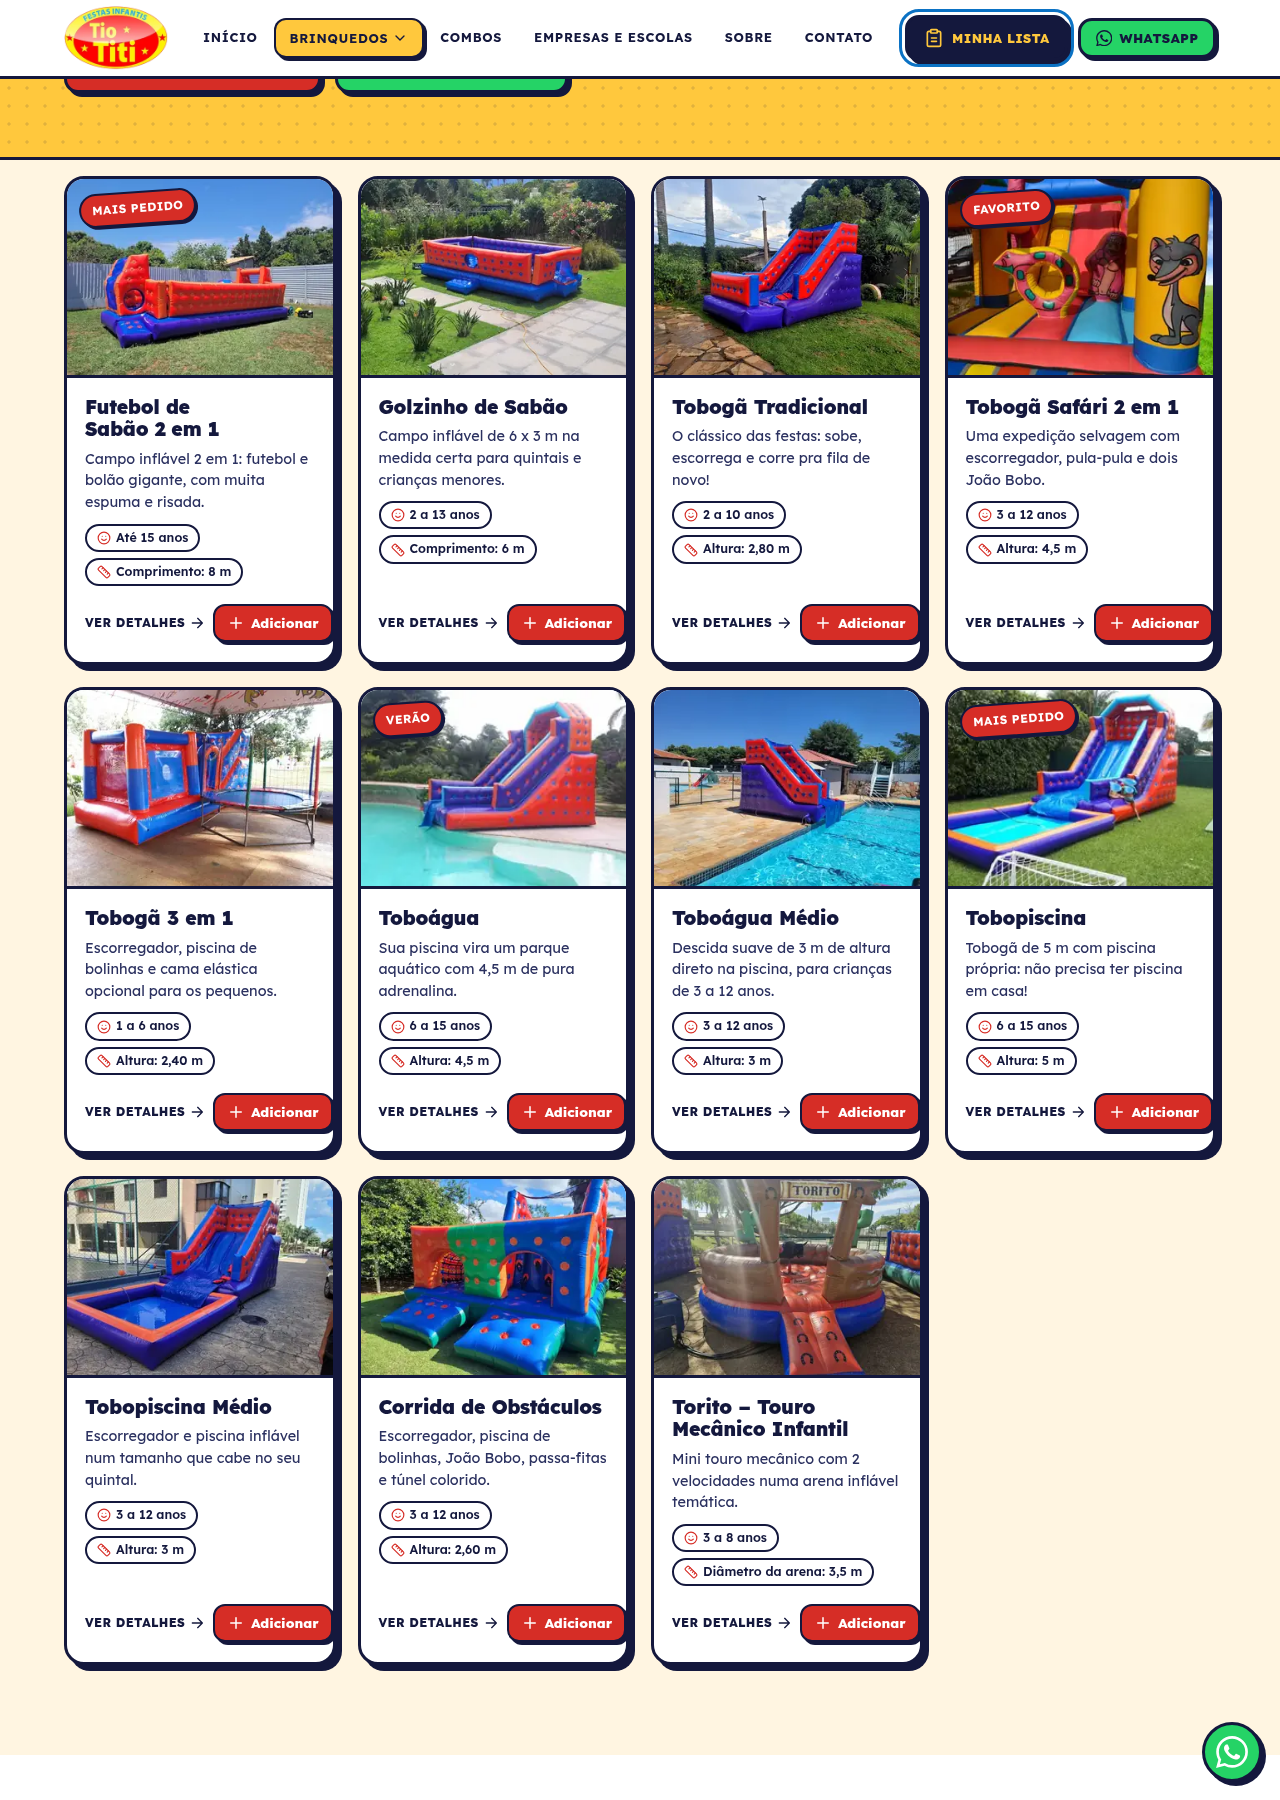 FESTAS INFANTIS
Tio
Titi
INÍCIO
BRINQUEDOS
COMBOS
EMPRESAS E ESCOLAS
SOBRE
CONTATO
MINHA LISTA
WHATSAPP
MAIS PEDIDO
FAVORITO
Futebol de
Sabão 2 em 1
Campo inflável 2 em 1: futebol e
bolão gigante, com muita
espuma e risada.
Até 15 anos
Comprimento: 8 m
VER DETALHES
Adicionar
Golzinho de Sabão
Campo inflável de 6 x 3 m na
medida certa para quintais e
crianças menores.
2 a 13 anos
Comprimento: 6 m
VER DETALHES
Adicionar
Tobogã Tradicional
O clássico das festas: sobe,
escorrega e corre pra fila de
novo!
2 a 10 anos
Altura: 2,80 m
VER DETALHES
Adicionar
Tobogã Safári 2 em 1
Uma expedição selvagem com
escorregador, pula-pula e dois
João Bobo.
3 a 12 anos
Altura: 4,5 m
VER DETALHES
Adicionar
Tobogã 3 em 1
Escorregador, piscina de
bolinhas e cama elástica
opcional para os pequenos.
1 a 6 anos
Altura: 2,40 m
VER DETALHES
Adicionar
VERÃO
Toboágua
Sua piscina vira um parque
aquático com 4,5 m de pura
adrenalina.
6 a 15 anos
Altura: 4,5 m
VER DETALHES
Adicionar
Toboágua Médio
Descida suave de 3 m de altura
direto na piscina, para crianças
de 3 a 12 anos.
3 a 12 anos
Altura: 3 m
VER DETALHES
Adicionar
MAIS PEDIDO
Tobopiscina
Tobogã de 5 m com piscina
própria: não precisa ter piscina
em casa!
6 a 15 anos
Altura: 5 m
VER DETALHES
Adicionar
Tobopiscina Médio
Escorregador e piscina inflável
num tamanho que cabe no seu
quintal.
3 a 12 anos
Altura: 3 m
VER DETALHES
Adicionar
Corrida de Obstáculos
Escorregador, piscina de
bolinhas, João Bobo, passa-fitas
e túnel colorido.
3 a 12 anos
Altura: 2,60 m
VER DETALHES
Adicionar
TORITO
Torito – Touro
Mecânico Infantil
Mini touro mecânico com 2
velocidades numa arena inflável
temática.
3 a 8 anos
Diâmetro da arena: 3,5 m
VER DETALHES
Adicionar